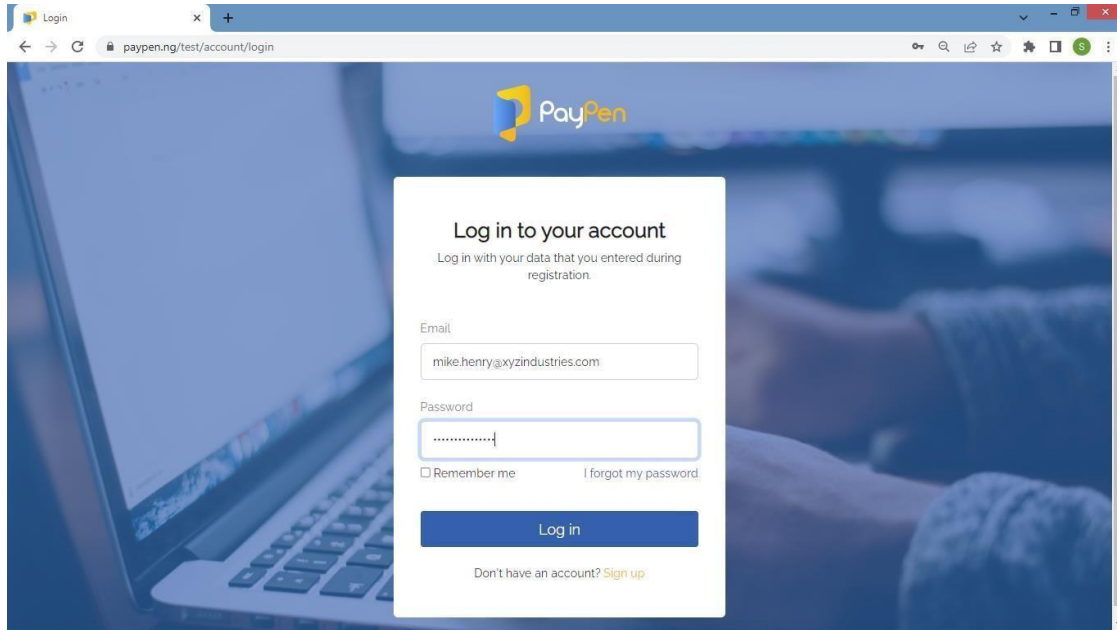 Login
paypen.ng/test/account/login
S
PayPen
Log in to your account
Log in with your data that you entered during
registration.
Email
mike.henry@xyzindustries.com
Password
Remember me I forgot my password
Log in
Don't have an account? Sign up